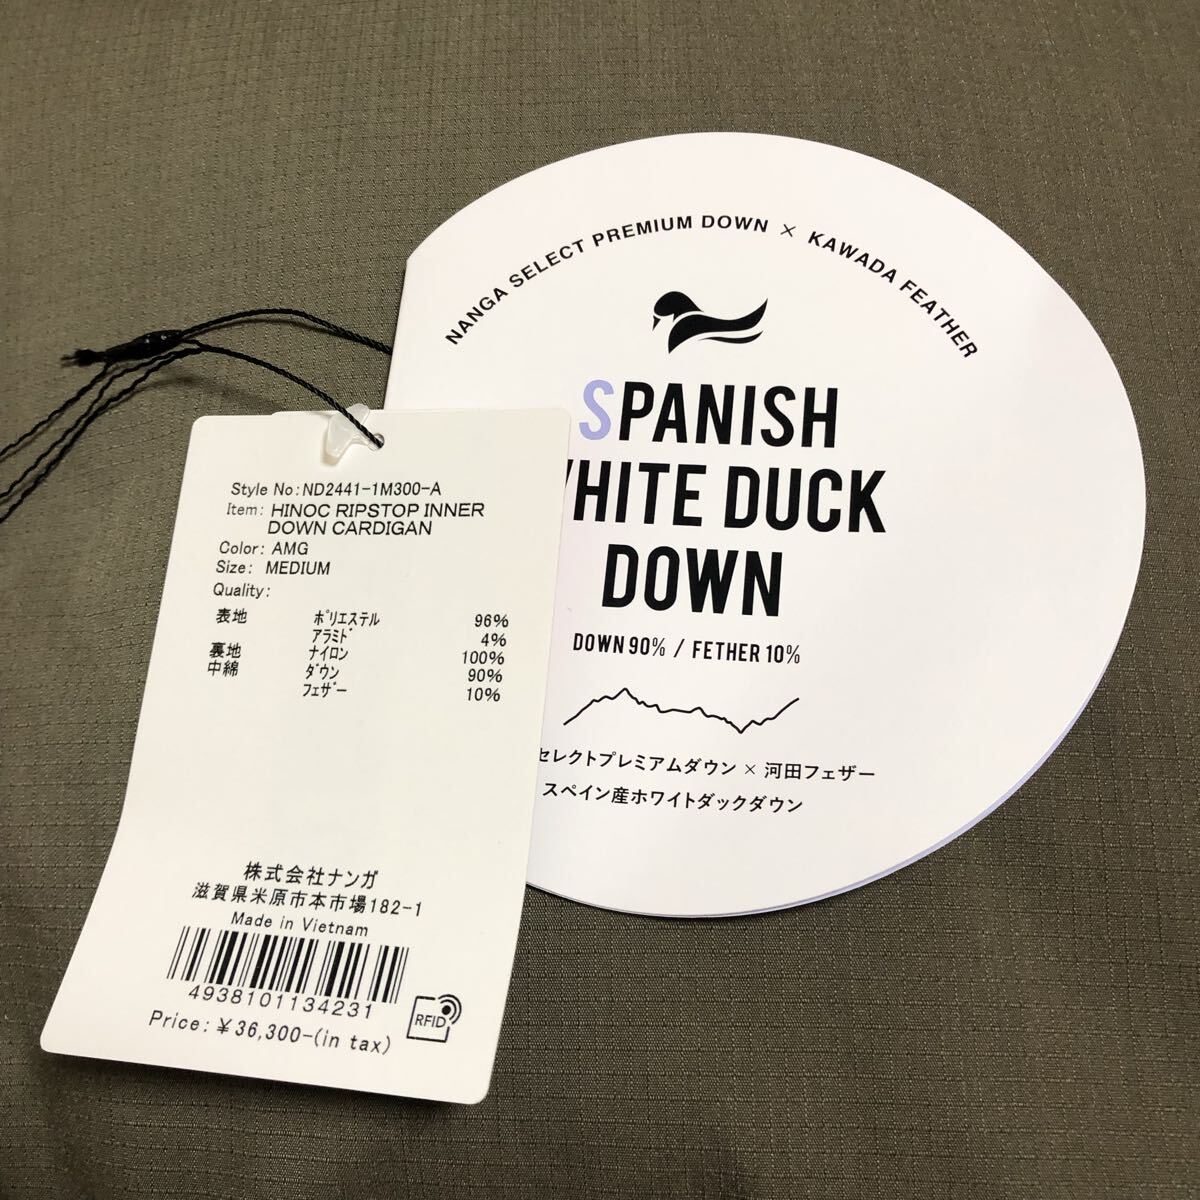 NANGA SELECT PREMIUM DOWN × KAWADA FEATHER
SPANISH
WHITE DUCK
DOWN
DOWN 90% / FETHER 10%
セレクトプレミアムダウン × 河田フェザー
スペイン産ホワイトダックダウン
Style No:ND2441-1M300-A
Item: HINOC RIPSTOP INNER
DOWN CARDIGAN
Color: AMG
Size: MEDIUM
Quality:
表地 ﾎﾟﾘｴｽﾃﾙ 96%
ｱﾗﾐﾄﾞ 4%
裏地 ﾅｲﾛﾝ 100%
中綿 ﾀﾞｳﾝ 90%
ﾌｪｻﾞｰ 10%
株式会社ナンガ
滋賀県米原市本市場182-1
Made in Vietnam
4938101134231
RFID
Price:￥36,300-(in tax)